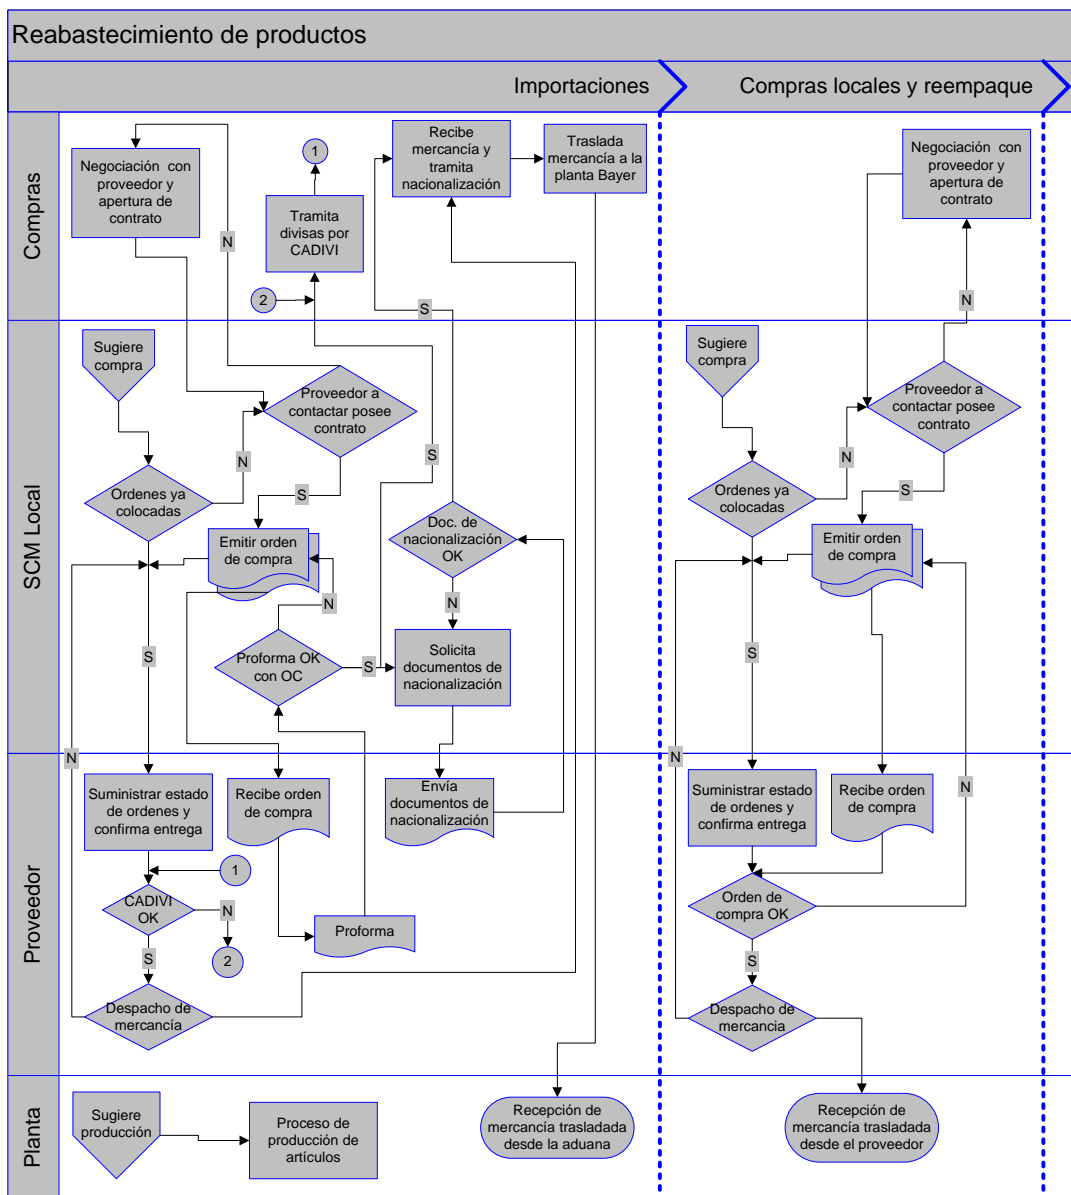 Reabastecimiento de productos
Importaciones
Compras locales y reempaque
Compras
Negociación con
proveedor y
apertura de
contrato
1
Tramita
divisas por
CADIVI
2
N
Recibe
mercancía y
tramita
nacionalización
Traslada
mercancía a la
planta Bayer
S
Negociación con
proveedor y
apertura de
contrato
N
SCM Local
Sugiere
compra
Proveedor a
contactar posee
contrato
N
S
S
Ordenes ya
colocadas
Emitir orden
de compra
Doc. de
nacionalización
OK
N
N
S
Proforma OK
con OC
S
Solicita
documentos de
nacionalización
Sugiere
compra
Proveedor a
contactar posee
contrato
N
S
Ordenes ya
colocadas
Emitir orden
de compra
S
Proveedor
N
Suministrar estado
de ordenes y
confirma entrega
Recibe orden
de compra
Envía
documentos de
nacionalización
1
CADIVI
OK
N
2
S
Proforma
Despacho de
mercancía
N
Suministrar estado
de ordenes y
confirma entrega
Recibe orden
de compra
N
Orden de
compra OK
S
Despacho de
mercancia
Planta
Sugiere
producción
Proceso de
producción de
artículos
Recepción de
mercancía trasladada
desde la aduana
Recepción de
mercancía trasladada
desde el proveedor